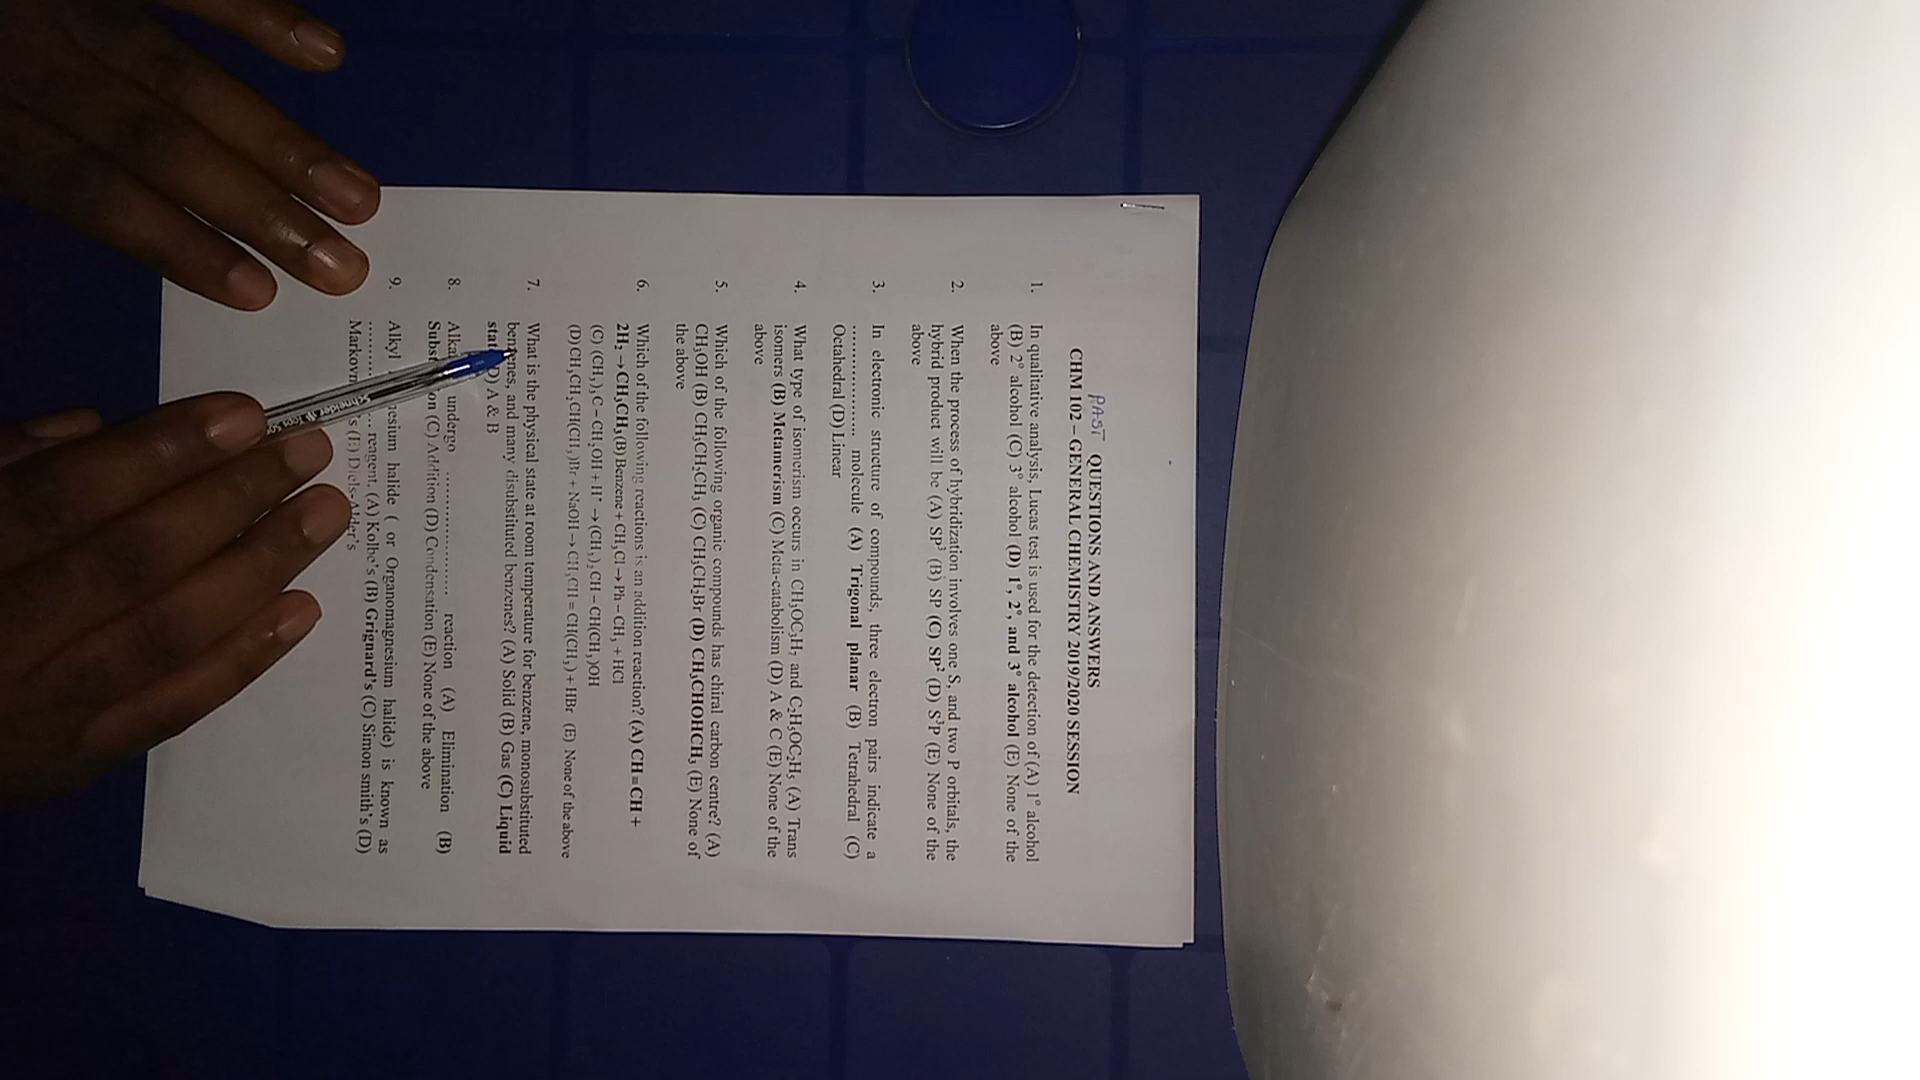 PAST QUESTIONS AND ANSWERS
CHM 102 – GENERAL CHEMISTRY 2019/2020 SESSION
1. In qualitative analysis, Lucas test is used for the detection of (A) 1° alcohol
(B) 2° alcohol (C) 3° alcohol (D) 1°, 2°, and 3° alcohol (E) None of the
above
2. When the process of hybridization involves one S, and two P orbitals, the
hybrid product will be (A) SP³ (B) SP (C) SP² (D) S³P (E) None of the
above
3. In electronic structure of compounds, three electron pairs indicate a
..................... molecule (A) Trigonal planar (B) Tetrahedral (C)
Octahedral (D) Linear
4. What type of isomerism occurs in CH₃OC₃H₇ and C₂H₅OC₂H₅ (A) Trans
isomers (B) Metamerism (C) Meta-catabolism (D) A & C (E) None of the
above
5. Which of the following organic compounds has chiral carbon centre? (A)
CH₃OH (B) CH₃CH₂CH₃ (C) CH₃CH₂Br (D) CH₃CHOHCH₃ (E) None of
the above
6. Which of the following reactions is an addition reaction? (A) CH≡CH +
2H₂ → CH₃CH₃ (B) Benzene + CH₃Cl → Ph – CH₃ + HCl
(C) (CH₃)₃C – CH₂OH + H⁺ → (CH₃)₂CH – CH(CH₃)OH
(D) CH₃CH₂CH(CH₃)Br + NaOH → CH₃CH = CH(CH₃) + HBr (E) None of the above
7. What is the physical state at room temperature for benzene, monosubstituted
and many disubstituted benzenes? (A) Solid (B) Gas (C) Liquid
D) A & B
8. undergo ..................... reaction (A) Elimination (B)
(C) Addition (D) Condensation (E) None of the above
9. Alkyl halide ( or Organomagnesium halide) is known as
reagent. (A) Kolbe's (B) Grignard's (C) Simon smith's (D)
(E) Diels-Alder's
Schneider Tops